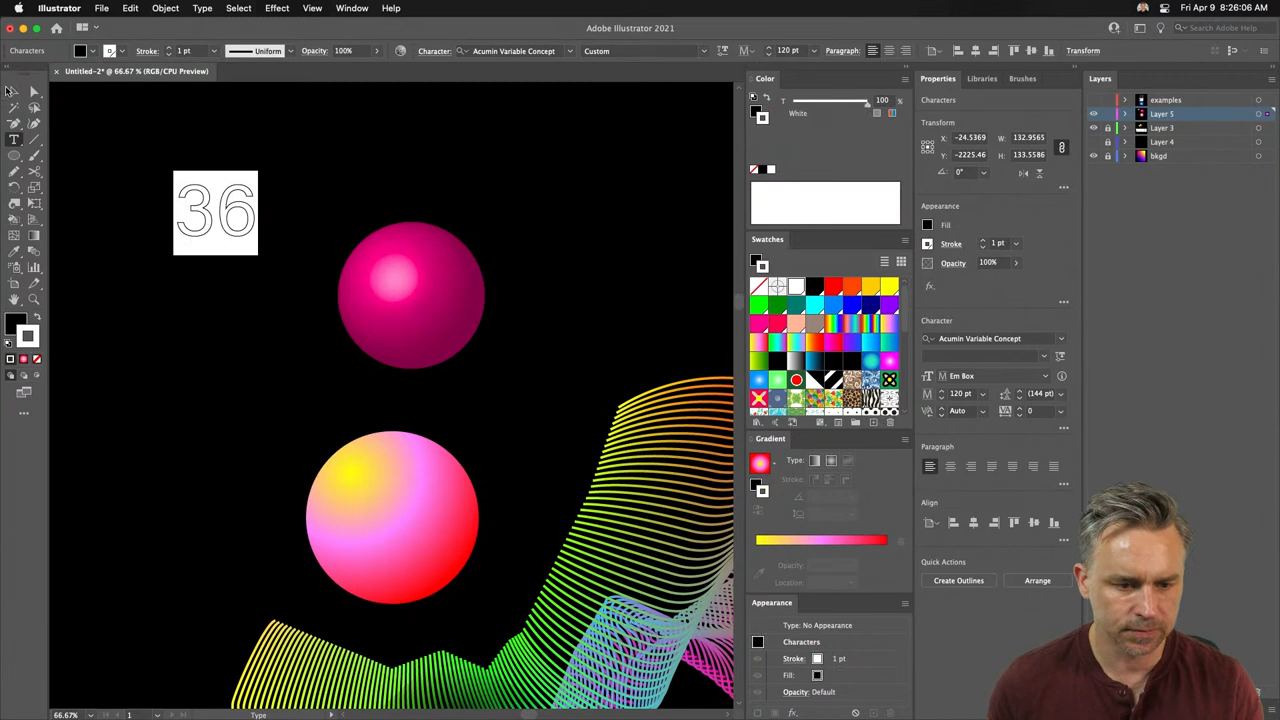 Illustrator File Edit Object Type Select Effect View Window Help
Fri Apr 9 8:26:06 AM
Adobe Illustrator 2021
Search Adobe Help
Characters
Stroke: 1 pt
Uniform
Opacity: 100%
Character: Acumin Variable Concept
Custom
120 pt
Paragraph:
Transform
× Untitled-2* @ 66.67 % (RGB/CPU Preview)
36
Color
T 100 %
White
Swatches
Gradient
Type:
Stroke:
Opacity:
Location:
Appearance
Type: No Appearance
Characters
Stroke: 1 pt
Fill:
Opacity: Default
Properties Libraries Brushes
Characters
Transform
X: -24.5369 W: 132.9565
Y: -2225.46 H: 133.5586
0°
Appearance
Fill
Stroke 1 pt
Opacity 100%
fx.
Character
Acumin Variable Concept
Em Box
120 pt (144 pt)
Auto 0
Paragraph
Align
Quick Actions
Create Outlines Arrange
Layers
examples
Layer 5
Layer 3
Layer 4
bkgd
66.67% 1 Type